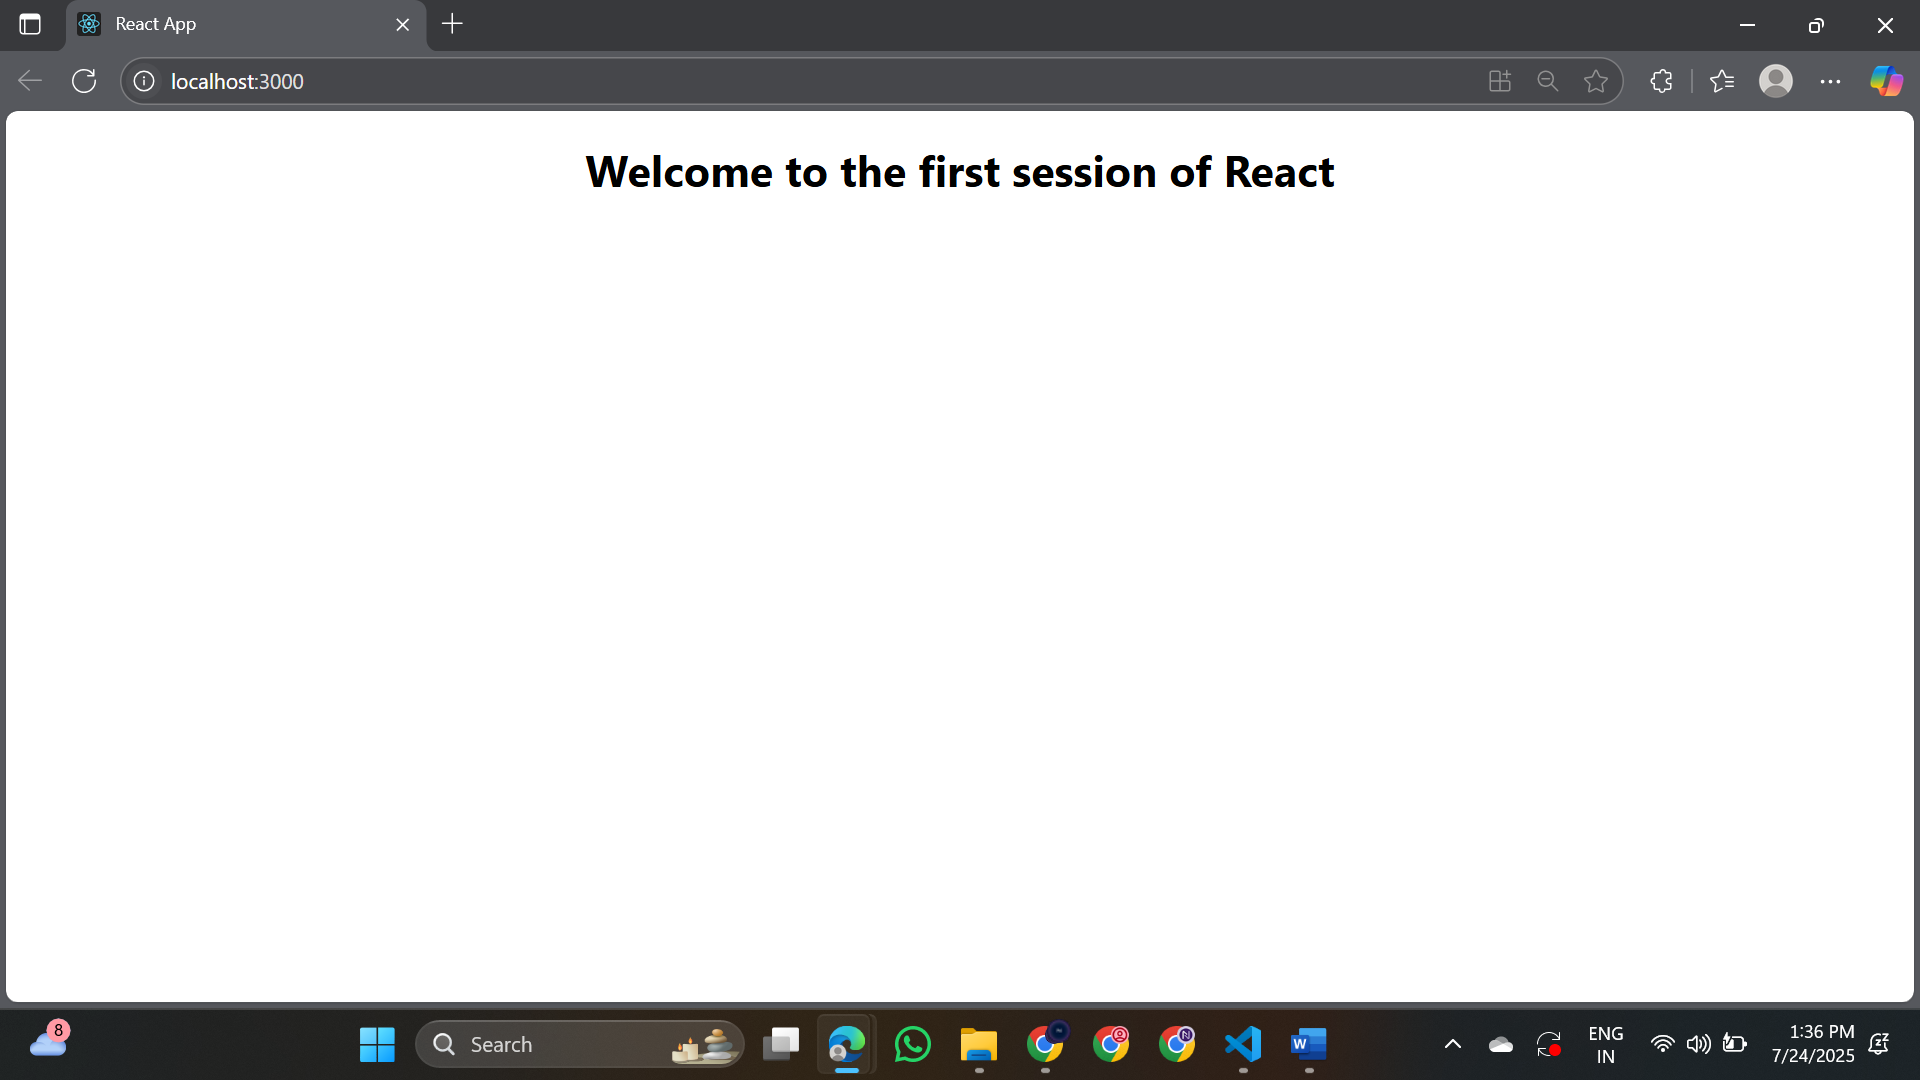 React App
localhost:3000
Welcome to the first session of React
8
Search
ENG
IN
1:36 PM
7/24/2025